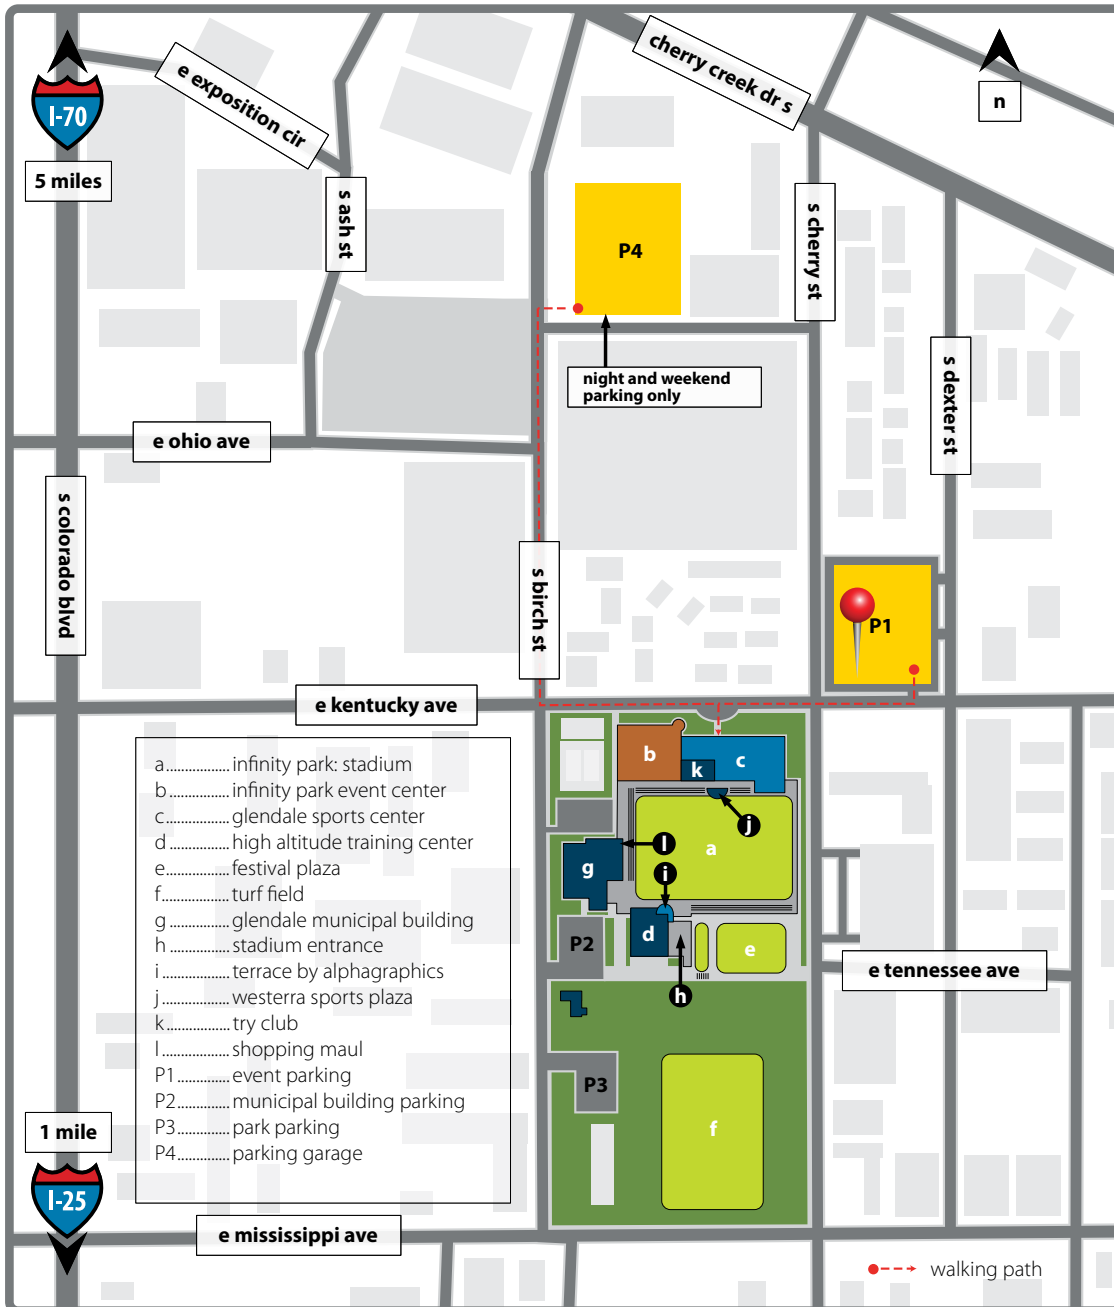 cherry creek dr s
n
e exposition cir
I-70
5 miles
s ash st
s cherry st
P4
night and weekend
parking only
s dexter st
e ohio ave
s colorado blvd
s birch st
P1
e kentucky ave
a................infinity park: stadium
b................infinity park event center
c................glendale sports center
d................high altitude training center
e................festival plaza
f................turf field
g................glendale municipal building
h................stadium entrance
i................terrace by alphagraphics
j................westerra sports plaza
k................try club
l................shopping maul
P1.............event parking
P2.............municipal building parking
P3.............park parking
P4.............parking garage
b
c
k
j
a
l
g
i
d
e
P2
h
e tennessee ave
P3
f
1 mile
I-25
e mississippi ave
walking path